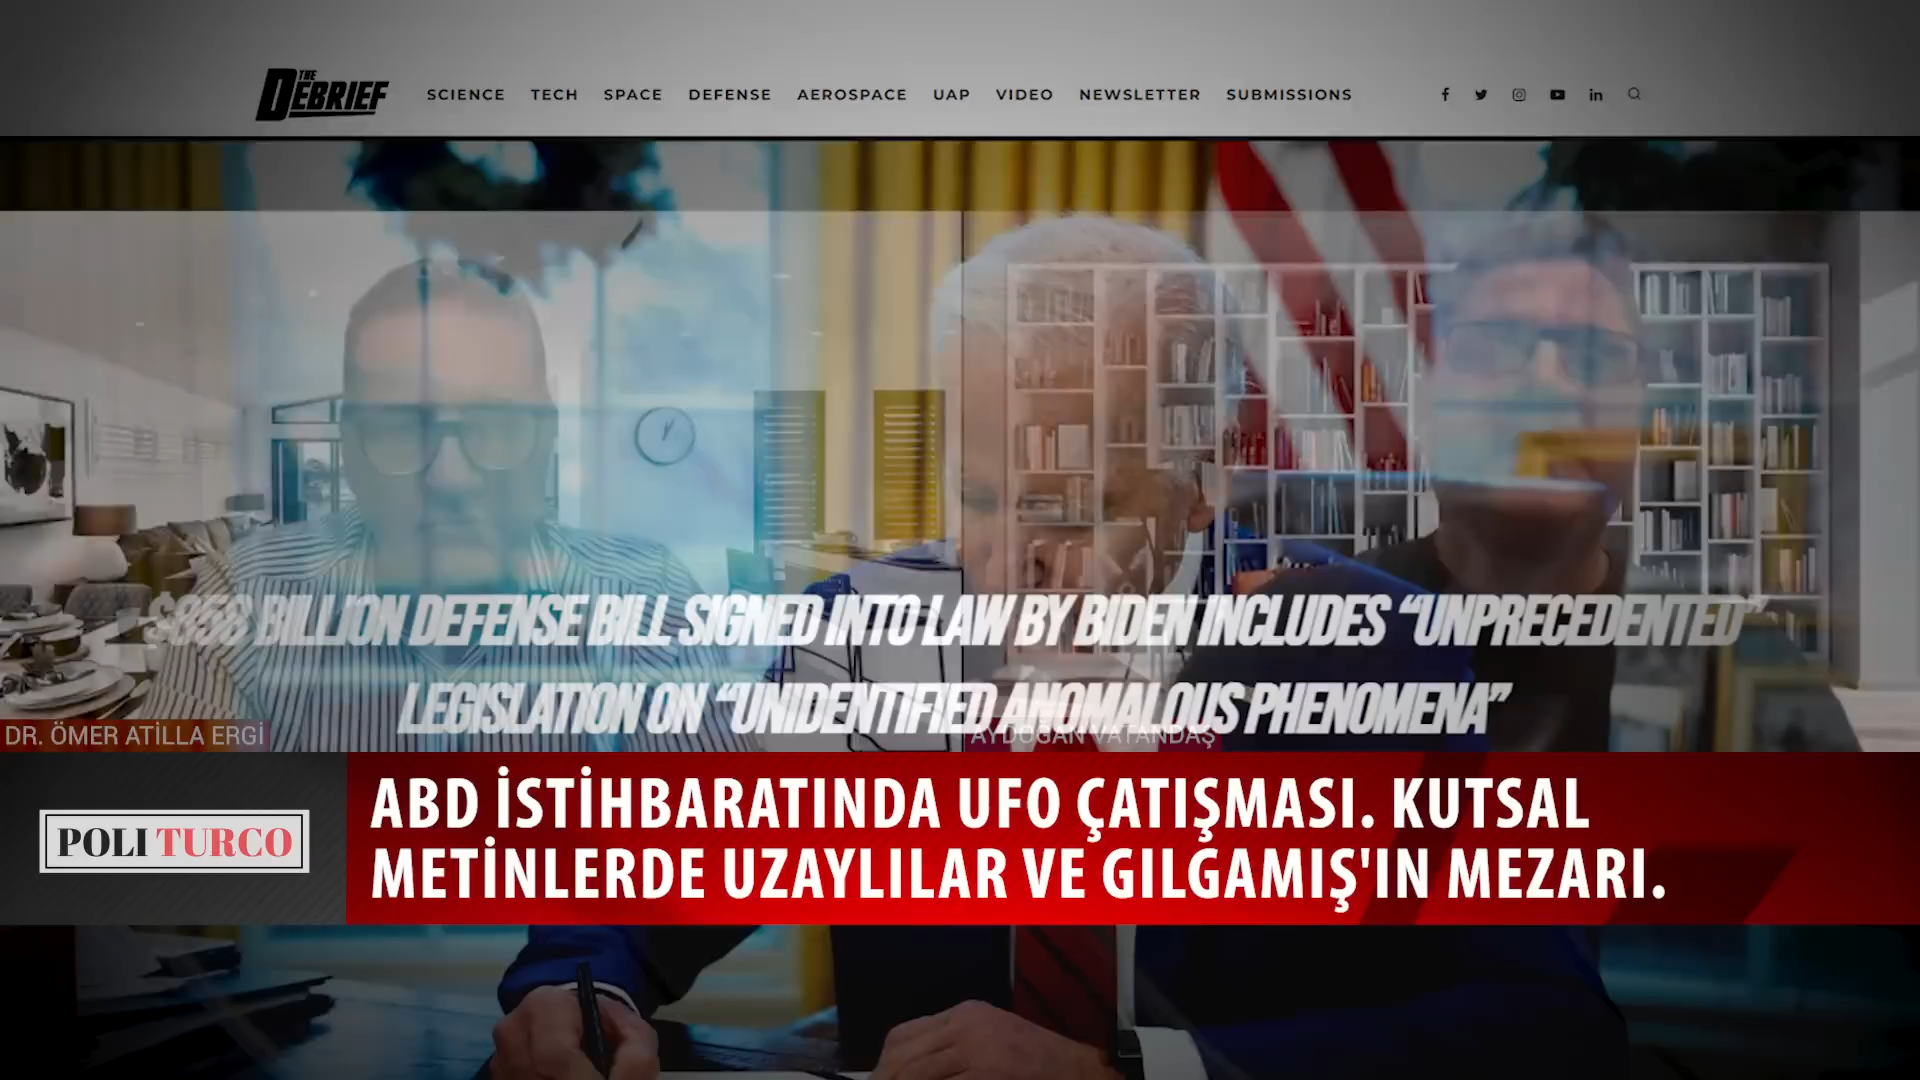 THE DEBRIEF
SCIENCE TECH SPACE DEFENSE AEROSPACE UAP VIDEO NEWSLETTER SUBMISSIONS
$858 BILLION DEFENSE BILL SIGNED INTO LAW BY BIDEN INCLUDES “UNPRECEDENTED”
LEGISLATION ON “UNIDENTIFIED ANOMALOUS PHENOMENA”
DR. ÖMER ATİLLA ERGİ
AYDOĞAN VATANDAŞ
POLITURCO
ABD İSTİHBARATINDA UFO ÇATIŞMASI. KUTSAL
METİNLERDE UZAYLILAR VE GILGAMIŞ'IN MEZARI.